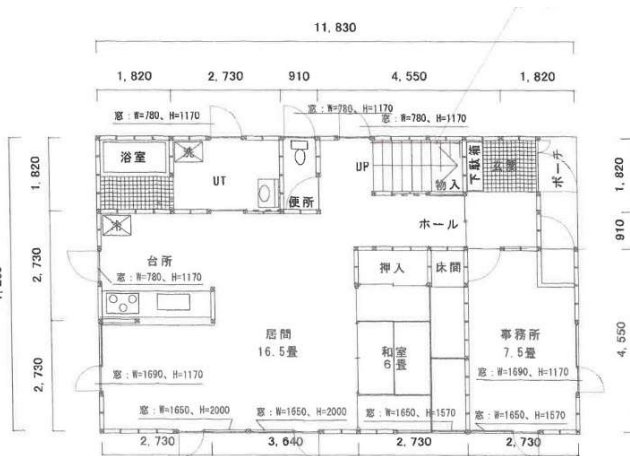 11,830
1,820 2,730 910 4,550 1,820
窓:W=780、H=1170
窓:W=780、H=1170
窓:W=780、H=1170
浴室
洗
UT
便所
UP
物入
下駄箱
玄関
ポーチ
1,820
1,820
ホール
910
冷
台所
窓:W=780、H=1170
2,730
押入
床間
居間
16.5畳
和室
6畳
事務所
7.5畳
4,550
窓:W=1690、H=1170
窓:W=1690、H=1170
2,730
窓:W=1650、H=2000
窓:W=1650、H=2000
窓:W=1650、H=1570
窓:W=1650、H=1570
2,730 3,640 2,730 2,730